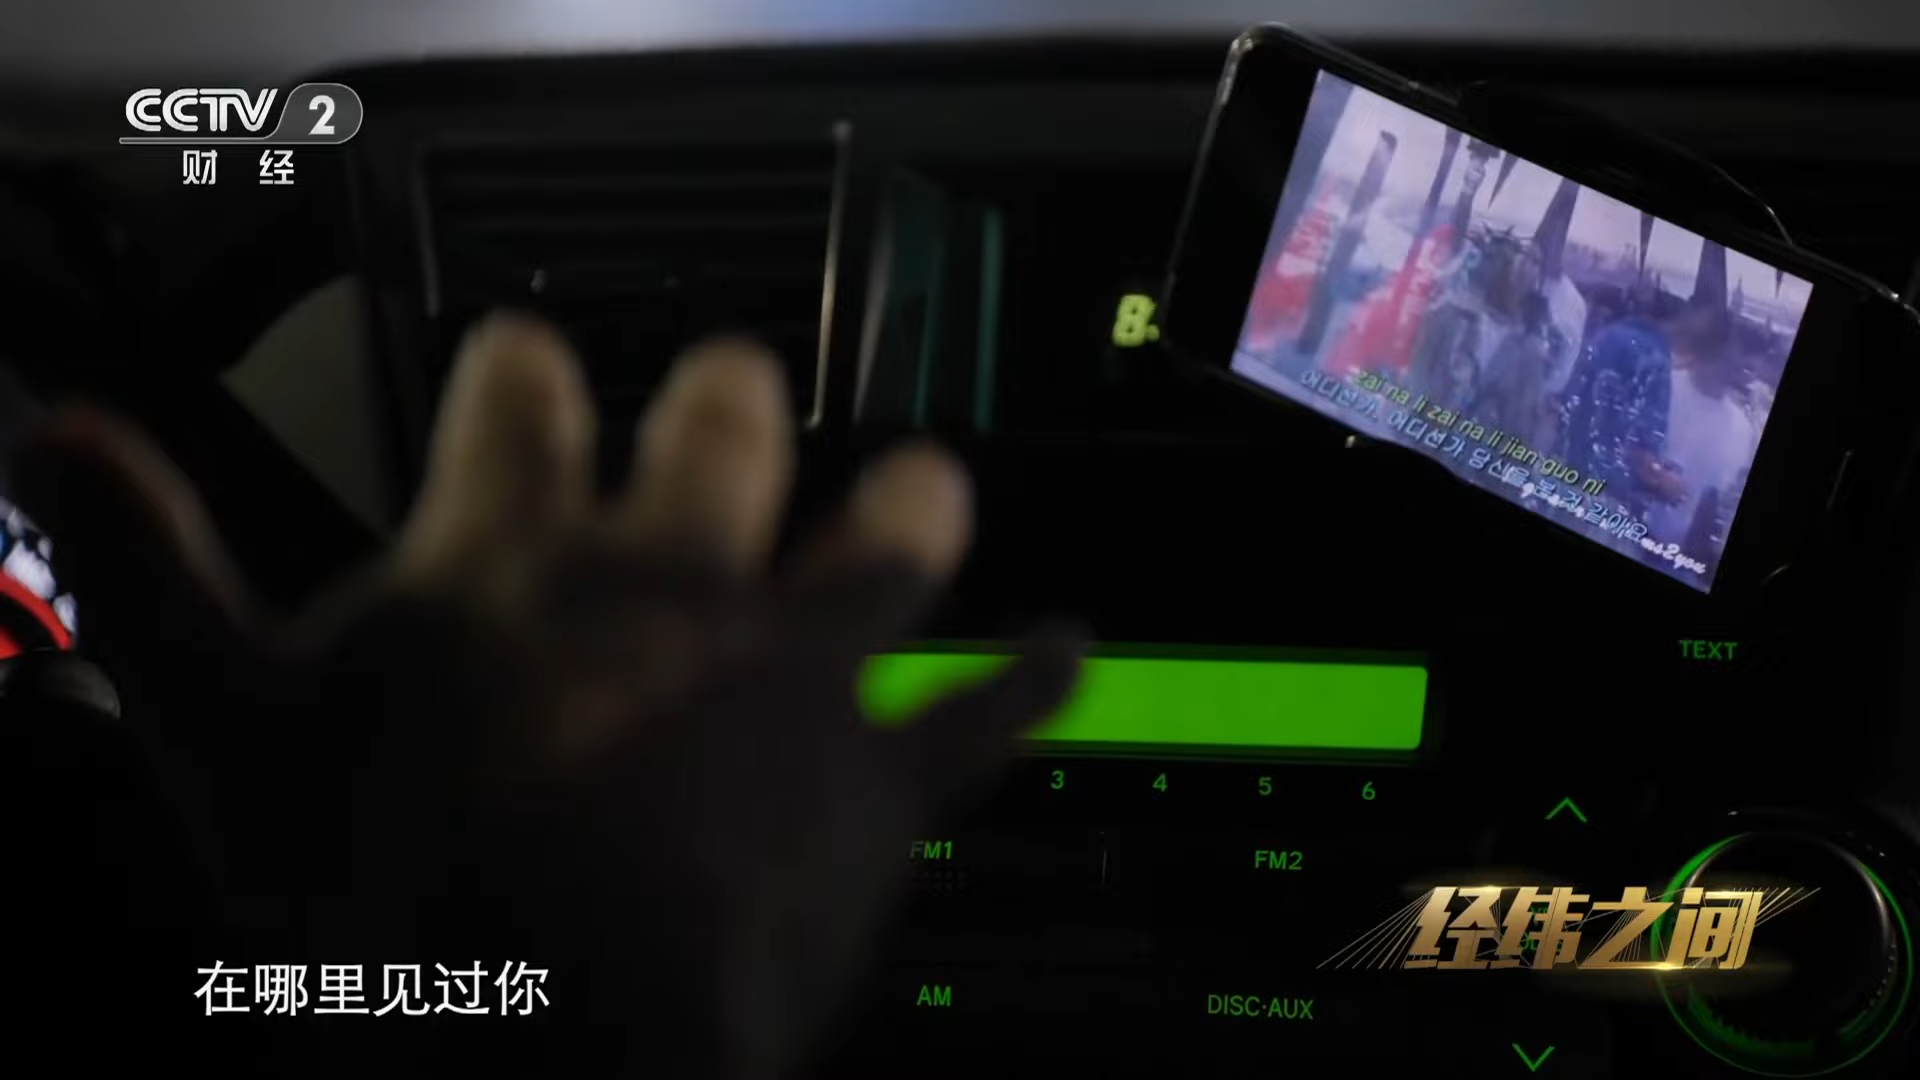 CCTV 2
财 经
8.
zai na li zai na li jian guo ni
어디선가, 어디선가 당신을 본 것 같아요
TEXT
3 4 5 6
FM1 FM2
经纬之间
在哪里见过你
AM DISC·AUX